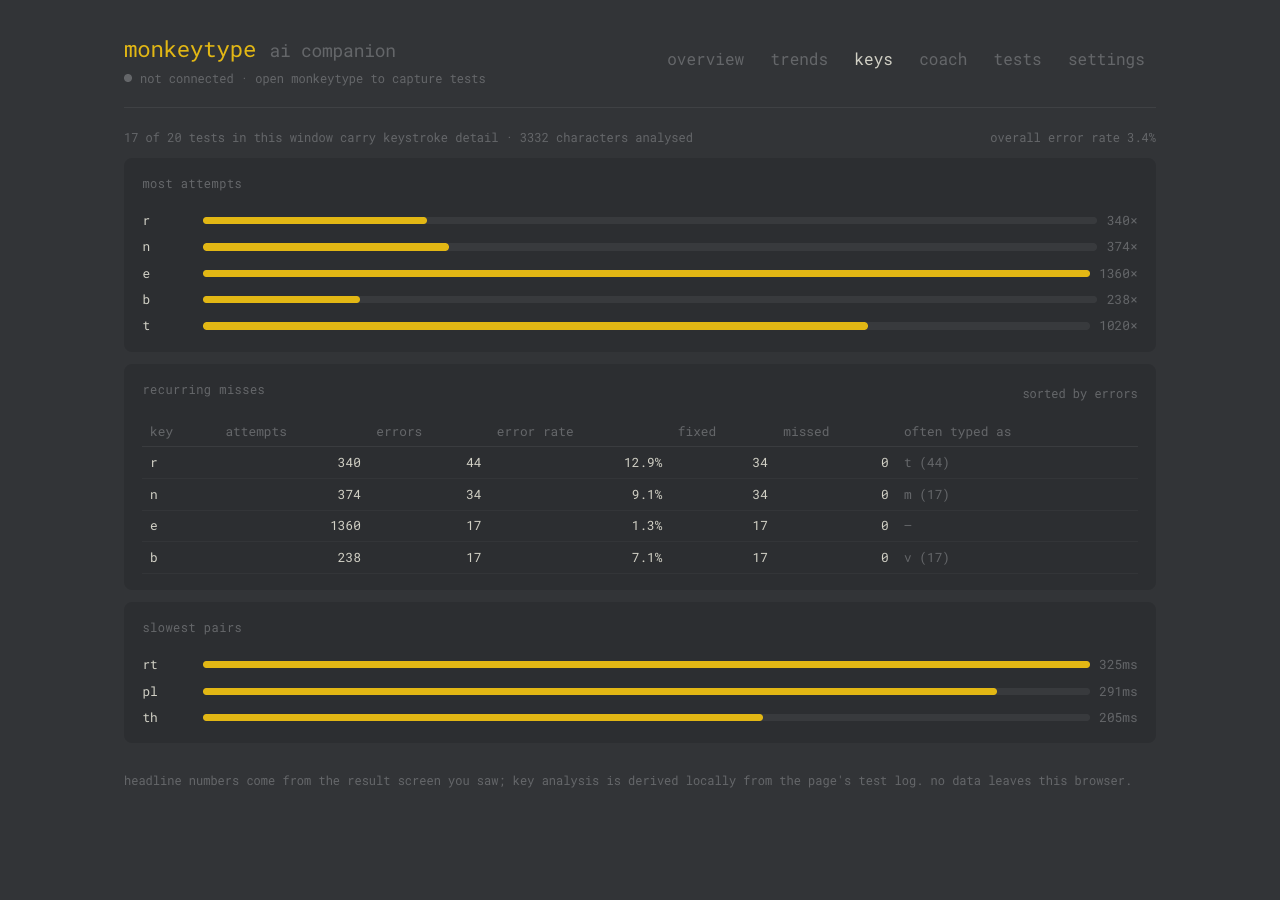 monkeytype ai companion
not connected · open monkeytype to capture tests
overview trends keys coach tests settings
17 of 20 tests in this window carry keystroke detail · 3332 characters analysed
overall error rate 3.4%
most attempts
r 340×
n 374×
e 1360×
b 238×
t 1020×
recurring misses
sorted by errors
key attempts errors error rate fixed missed often typed as
r 340 44 12.9% 34 0 t (44)
n 374 34 9.1% 34 0 m (17)
e 1360 17 1.3% 17 0 —
b 238 17 7.1% 17 0 v (17)
slowest pairs
rt 325ms
pl 291ms
th 205ms
headline numbers come from the result screen you saw; key analysis is derived locally from the page's test log. no data leaves this browser.